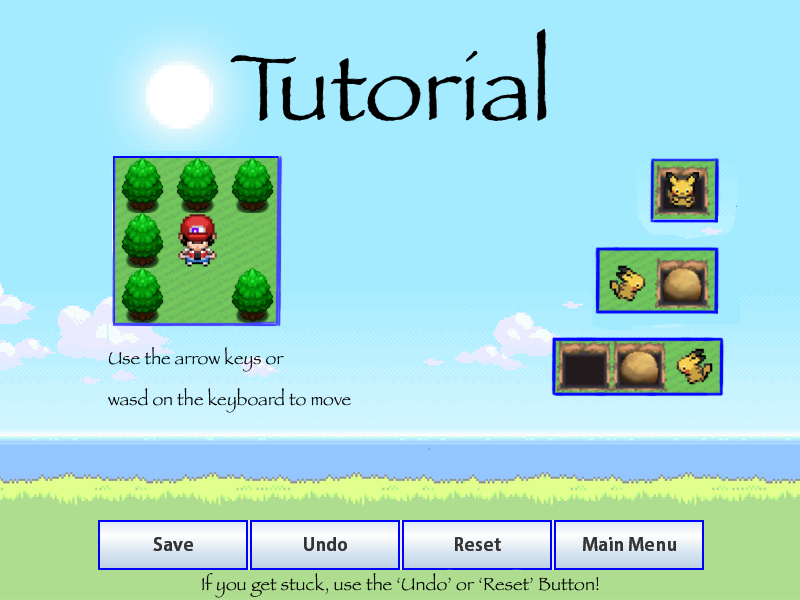 Tutorial
Use the arrow keys or
wasd on the keyboard to move
Save
Undo
Reset
Main Menu
If you get stuck, use the ‘Undo’ or ‘Reset’ Button!